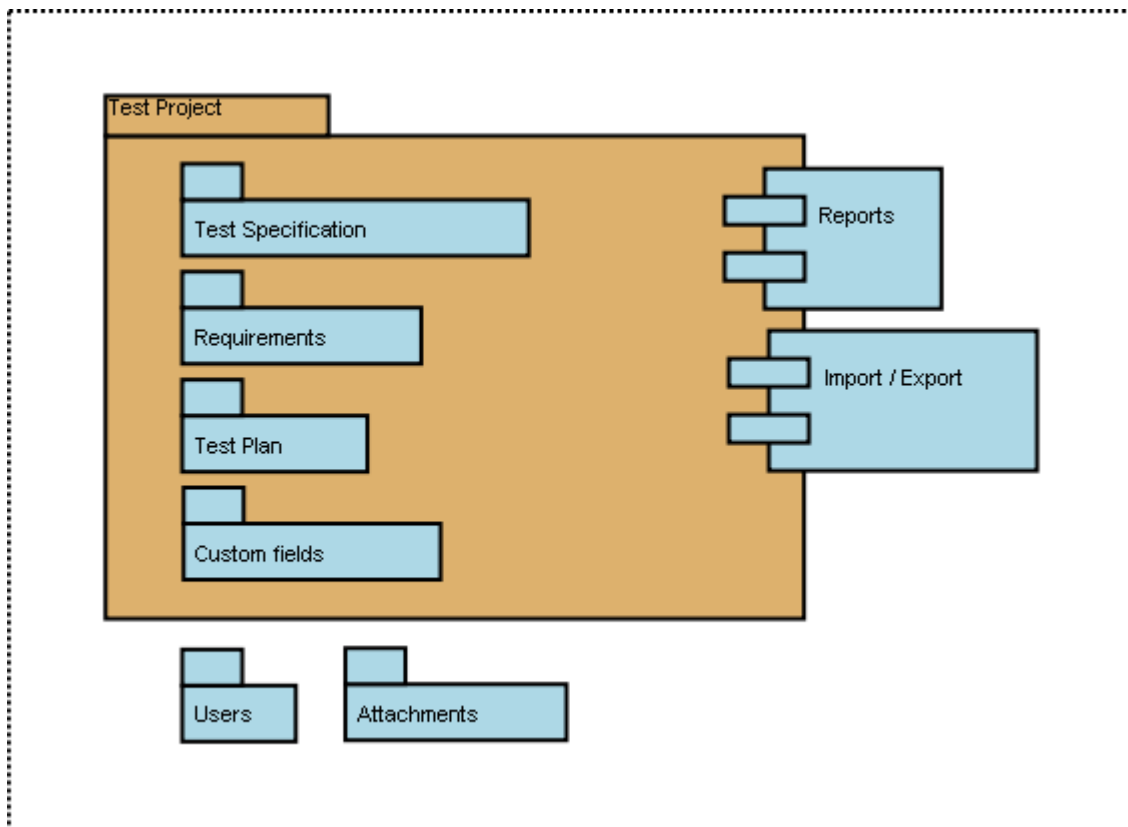 Test Project
Test Specification
Reports
Requirements
Import / Export
Test Plan
Custom fields
Users
Attachments